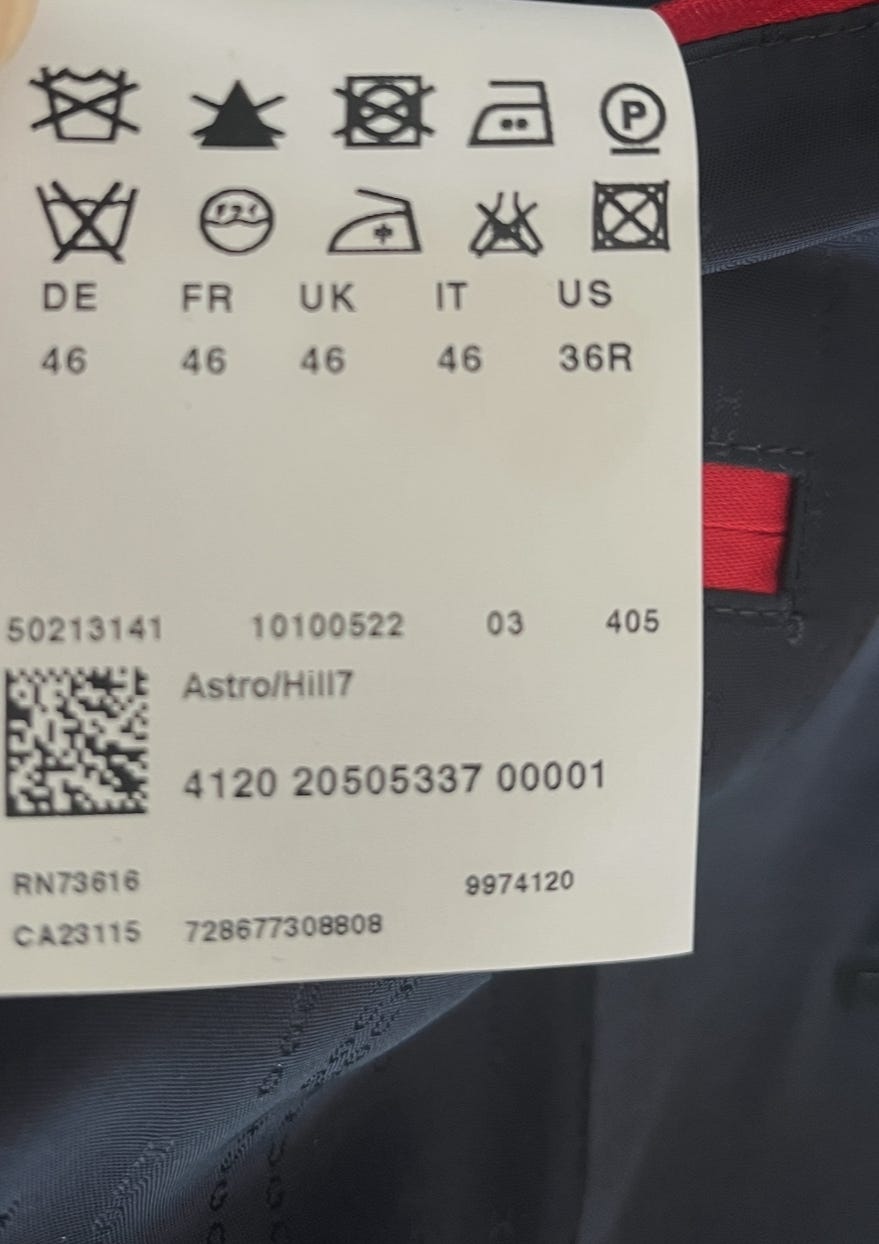 P
DE FR UK IT US
46 46 46 46 36R
50213141 10100522 03 405
Astro/Hill7
4120 20505337 00001
RN73616 9974120
CA23115 728677308808